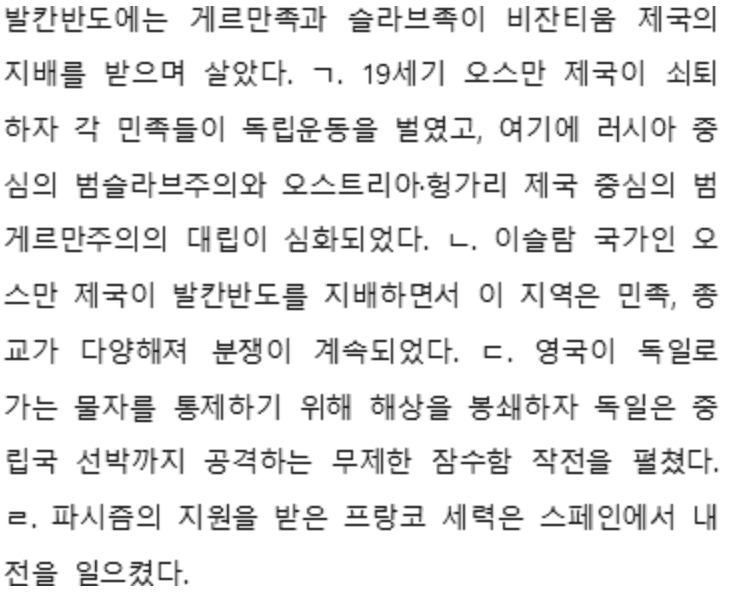 발칸반도에는 게르만족과 슬라브족이 비잔티움 제국의
지배를 받으며 살았다. ㄱ. 19세기 오스만 제국이 쇠퇴
하자 각 민족들이 독립운동을 벌였고, 여기에 러시아 중
심의 범슬라브주의와 오스트리아·헝가리 제국 중심의 범
게르만주의의 대립이 심화되었다. ㄴ. 이슬람 국가인 오
스만 제국이 발칸반도를 지배하면서 이 지역은 민족, 종
교가 다양해져 분쟁이 계속되었다. ㄷ. 영국이 독일로
가는 물자를 통제하기 위해 해상을 봉쇄하자 독일은 중
립국 선박까지 공격하는 무제한 잠수함 작전을 펼쳤다.
ㄹ. 파시즘의 지원을 받은 프랑코 세력은 스페인에서 내
전을 일으켰다.